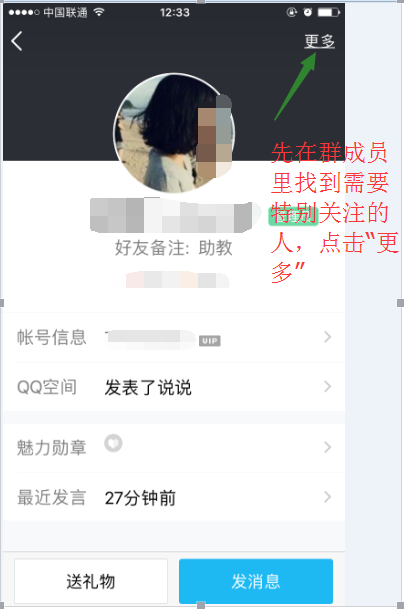 中国联通 12:33
更多
先在群成员
里找到需要
特别关注的
人，点击“更
多”
好友备注: 助教
帐号信息 VIP
QQ空间 发表了说说
魅力勋章
最近发言 27分钟前
送礼物 发消息